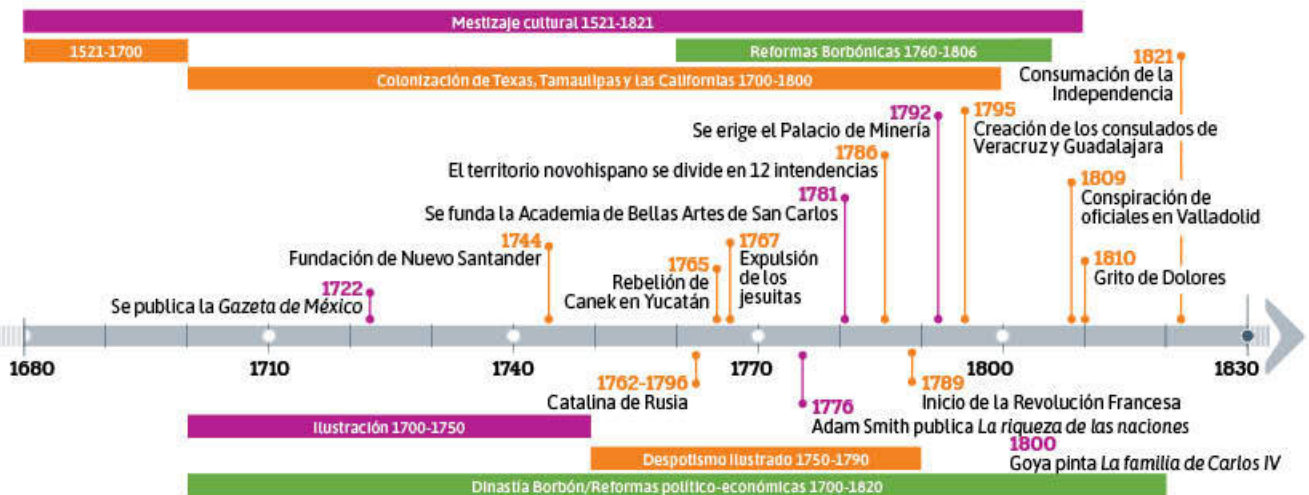 Mestizaje cultural 1521-1821
1521-1700
Reformas Borbónicas 1760-1806
Colonización de Texas, Tamaulipas y las Californias 1700-1800
1821
Consumación de la
Independencia
1792
Se erige el Palacio de Minería
1795
Creación de los consulados de
Veracruz y Guadalajara
1786
El territorio novohispano se divide en 12 intendencias
1809
Conspiración de
oficiales en Valladolid
1781
Se funda la Academia de Bellas Artes de San Carlos
1744
Fundación de Nuevo Santander
1765
Rebelión de
Canek en Yucatán
1767
Expulsión
de los
jesuitas
1810
Grito de Dolores
1722
Se publica la Gazeta de México
1680
1710
1740
1770
1800
1830
1762-1796
Catalina de Rusia
1776
Adam Smith publica La riqueza de las naciones
1789
Inicio de la Revolución Francesa
Ilustración 1700-1750
1800
Goya pinta La familia de Carlos IV
Despotismo Ilustrado 1750-1790
Dinastía Borbón/Reformas político-económicas 1700-1820